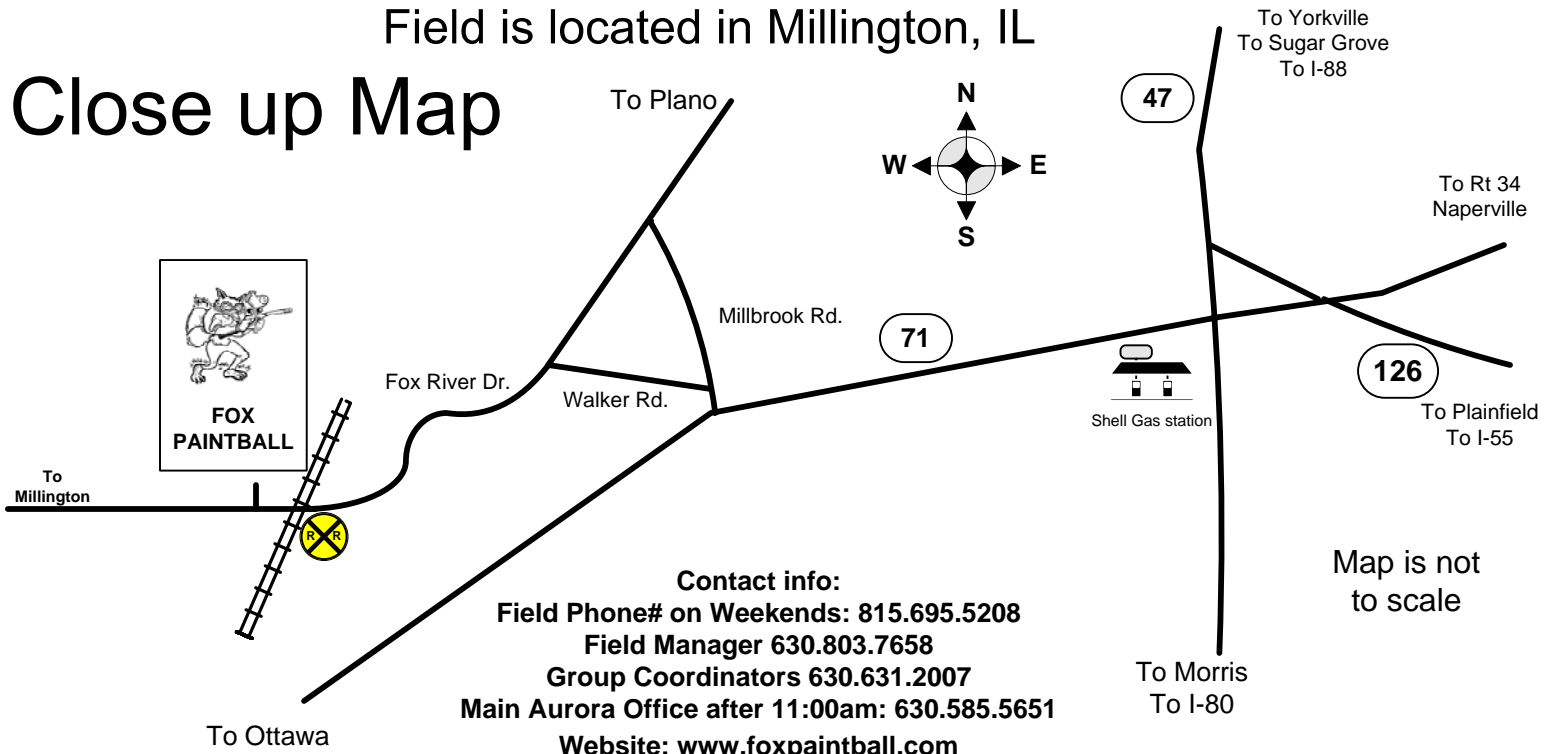 Field is located in Millington, IL
Close up Map
To Yorkville
To Sugar Grove
To I-88
To Plano
N
W
E
S
47
To Rt 34
Naperville
Millbrook Rd.
71
FOX
PAINTBALL
Fox River Dr.
Walker Rd.
Shell Gas station
126
To Plainfield
To I-55
To
Millington
R R
Map is not
to scale
Contact info:
Field Phone# on Weekends: 815.695.5208
Field Manager 630.803.7658
Group Coordinators 630.631.2007
Main Aurora Office after 11:00am: 630.585.5651
Website: www.foxpaintball.com
To Morris
To I-80
To Ottawa